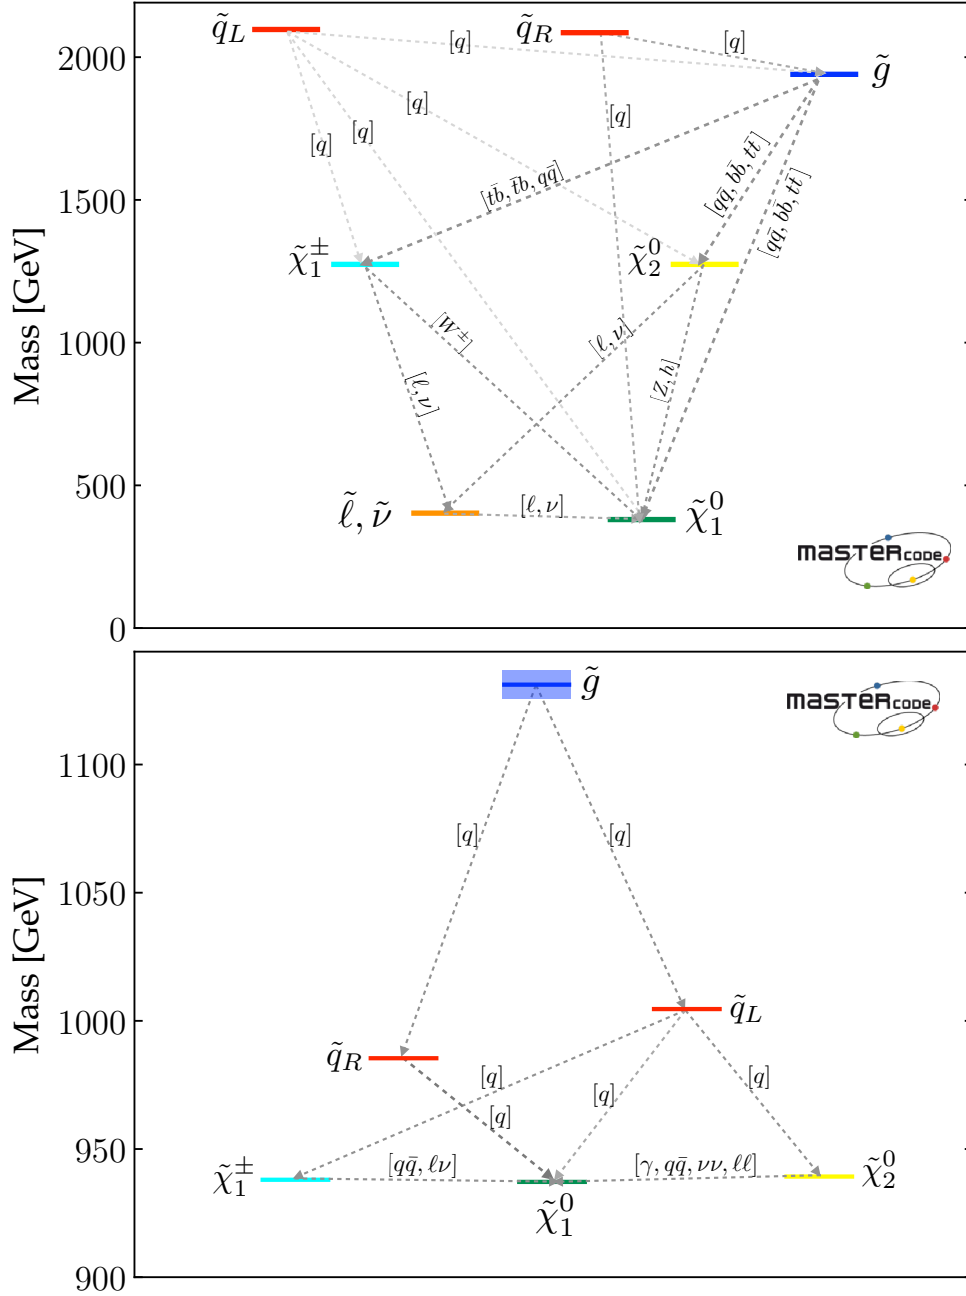 q̃_L
q̃_R
[q]
[q]
g̃
2000
[q]
[q]
[q]
[q]
[qq̄, bb̄, tt̄]
[tb̄, t̄b, qq̄]
[qq̄, bb̄, tt̄]
1500
χ̃₁^±
χ̃₂⁰
Mass [GeV]
[W^±]
[ℓ, ν]
1000
[Z, h]
[ℓ, ν]
ℓ̃, ν̃
[ℓ, ν]
χ̃₁⁰
500
MASTERCODE
0
g̃
MASTERCODE
1100
[q]
[q]
1050
Mass [GeV]
q̃_L
1000
q̃_R
[q]
[q]
[q]
[q]
950
χ̃₁^±
[qq̄, ℓν]
[γ, qq̄, νν, ℓℓ]
χ̃₂⁰
χ̃₁⁰
900